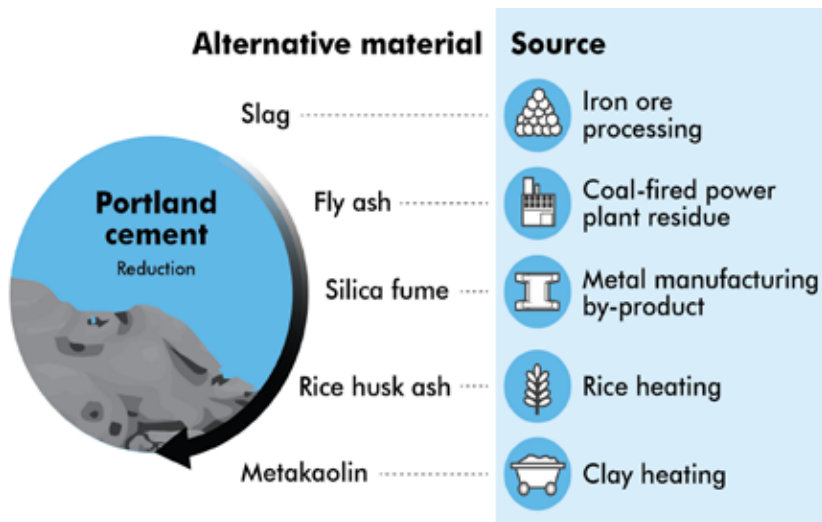 Alternative material
Source
Portland
cement
Reduction
Slag
Iron ore
processing
Fly ash
Coal-fired power
plant residue
Silica fume
Metal manufacturing
by-product
Rice husk ash
Rice heating
Metakaolin
Clay heating